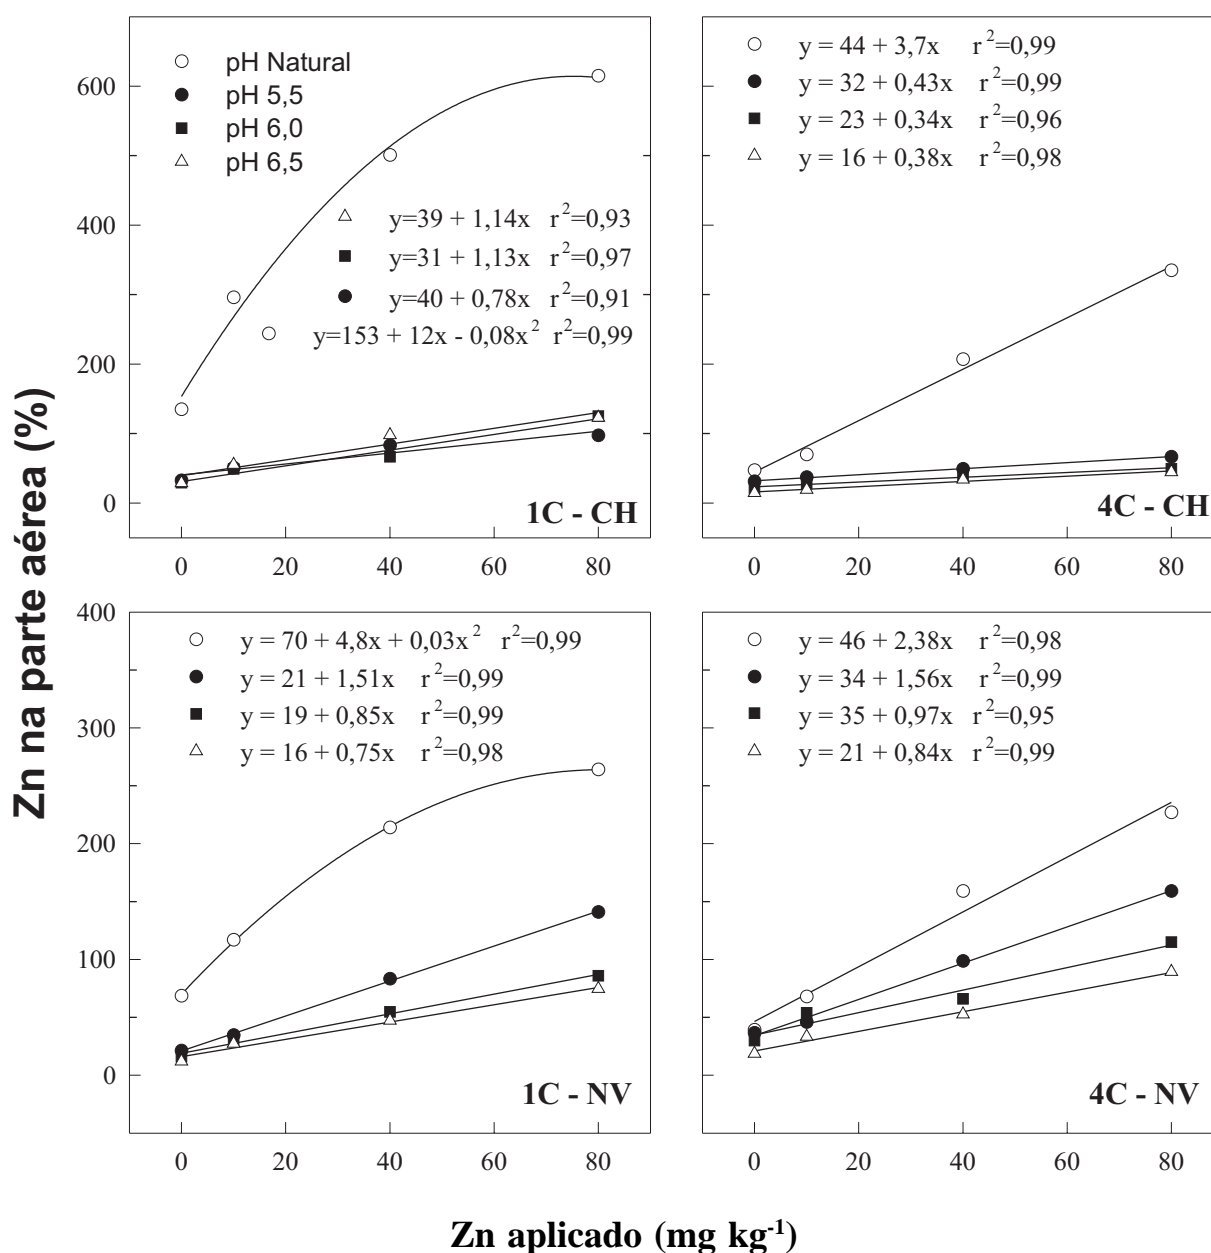 pH Natural
pH 5,5
pH 6,0
pH 6,5
y=39 + 1,14x r²=0,93
y=31 + 1,13x r²=0,97
y=40 + 0,78x r²=0,91
y=153 + 12x - 0,08x² r²=0,99
600
400
200
0
1C - CH
0 20 40 60 80
y = 44 + 3,7x r²=0,99
y = 32 + 0,43x r²=0,99
y = 23 + 0,34x r²=0,96
y = 16 + 0,38x r²=0,98
4C - CH
0 20 40 60 80
Zn na parte aérea (%)
400
300
200
100
0
y = 70 + 4,8x + 0,03x² r²=0,99
y = 21 + 1,51x r²=0,99
y = 19 + 0,85x r²=0,99
y = 16 + 0,75x r²=0,98
1C - NV
0 20 40 60 80
y = 46 + 2,38x r²=0,98
y = 34 + 1,56x r²=0,99
y = 35 + 0,97x r²=0,95
y = 21 + 0,84x r²=0,99
4C - NV
0 20 40 60 80
Zn aplicado (mg kg⁻¹)